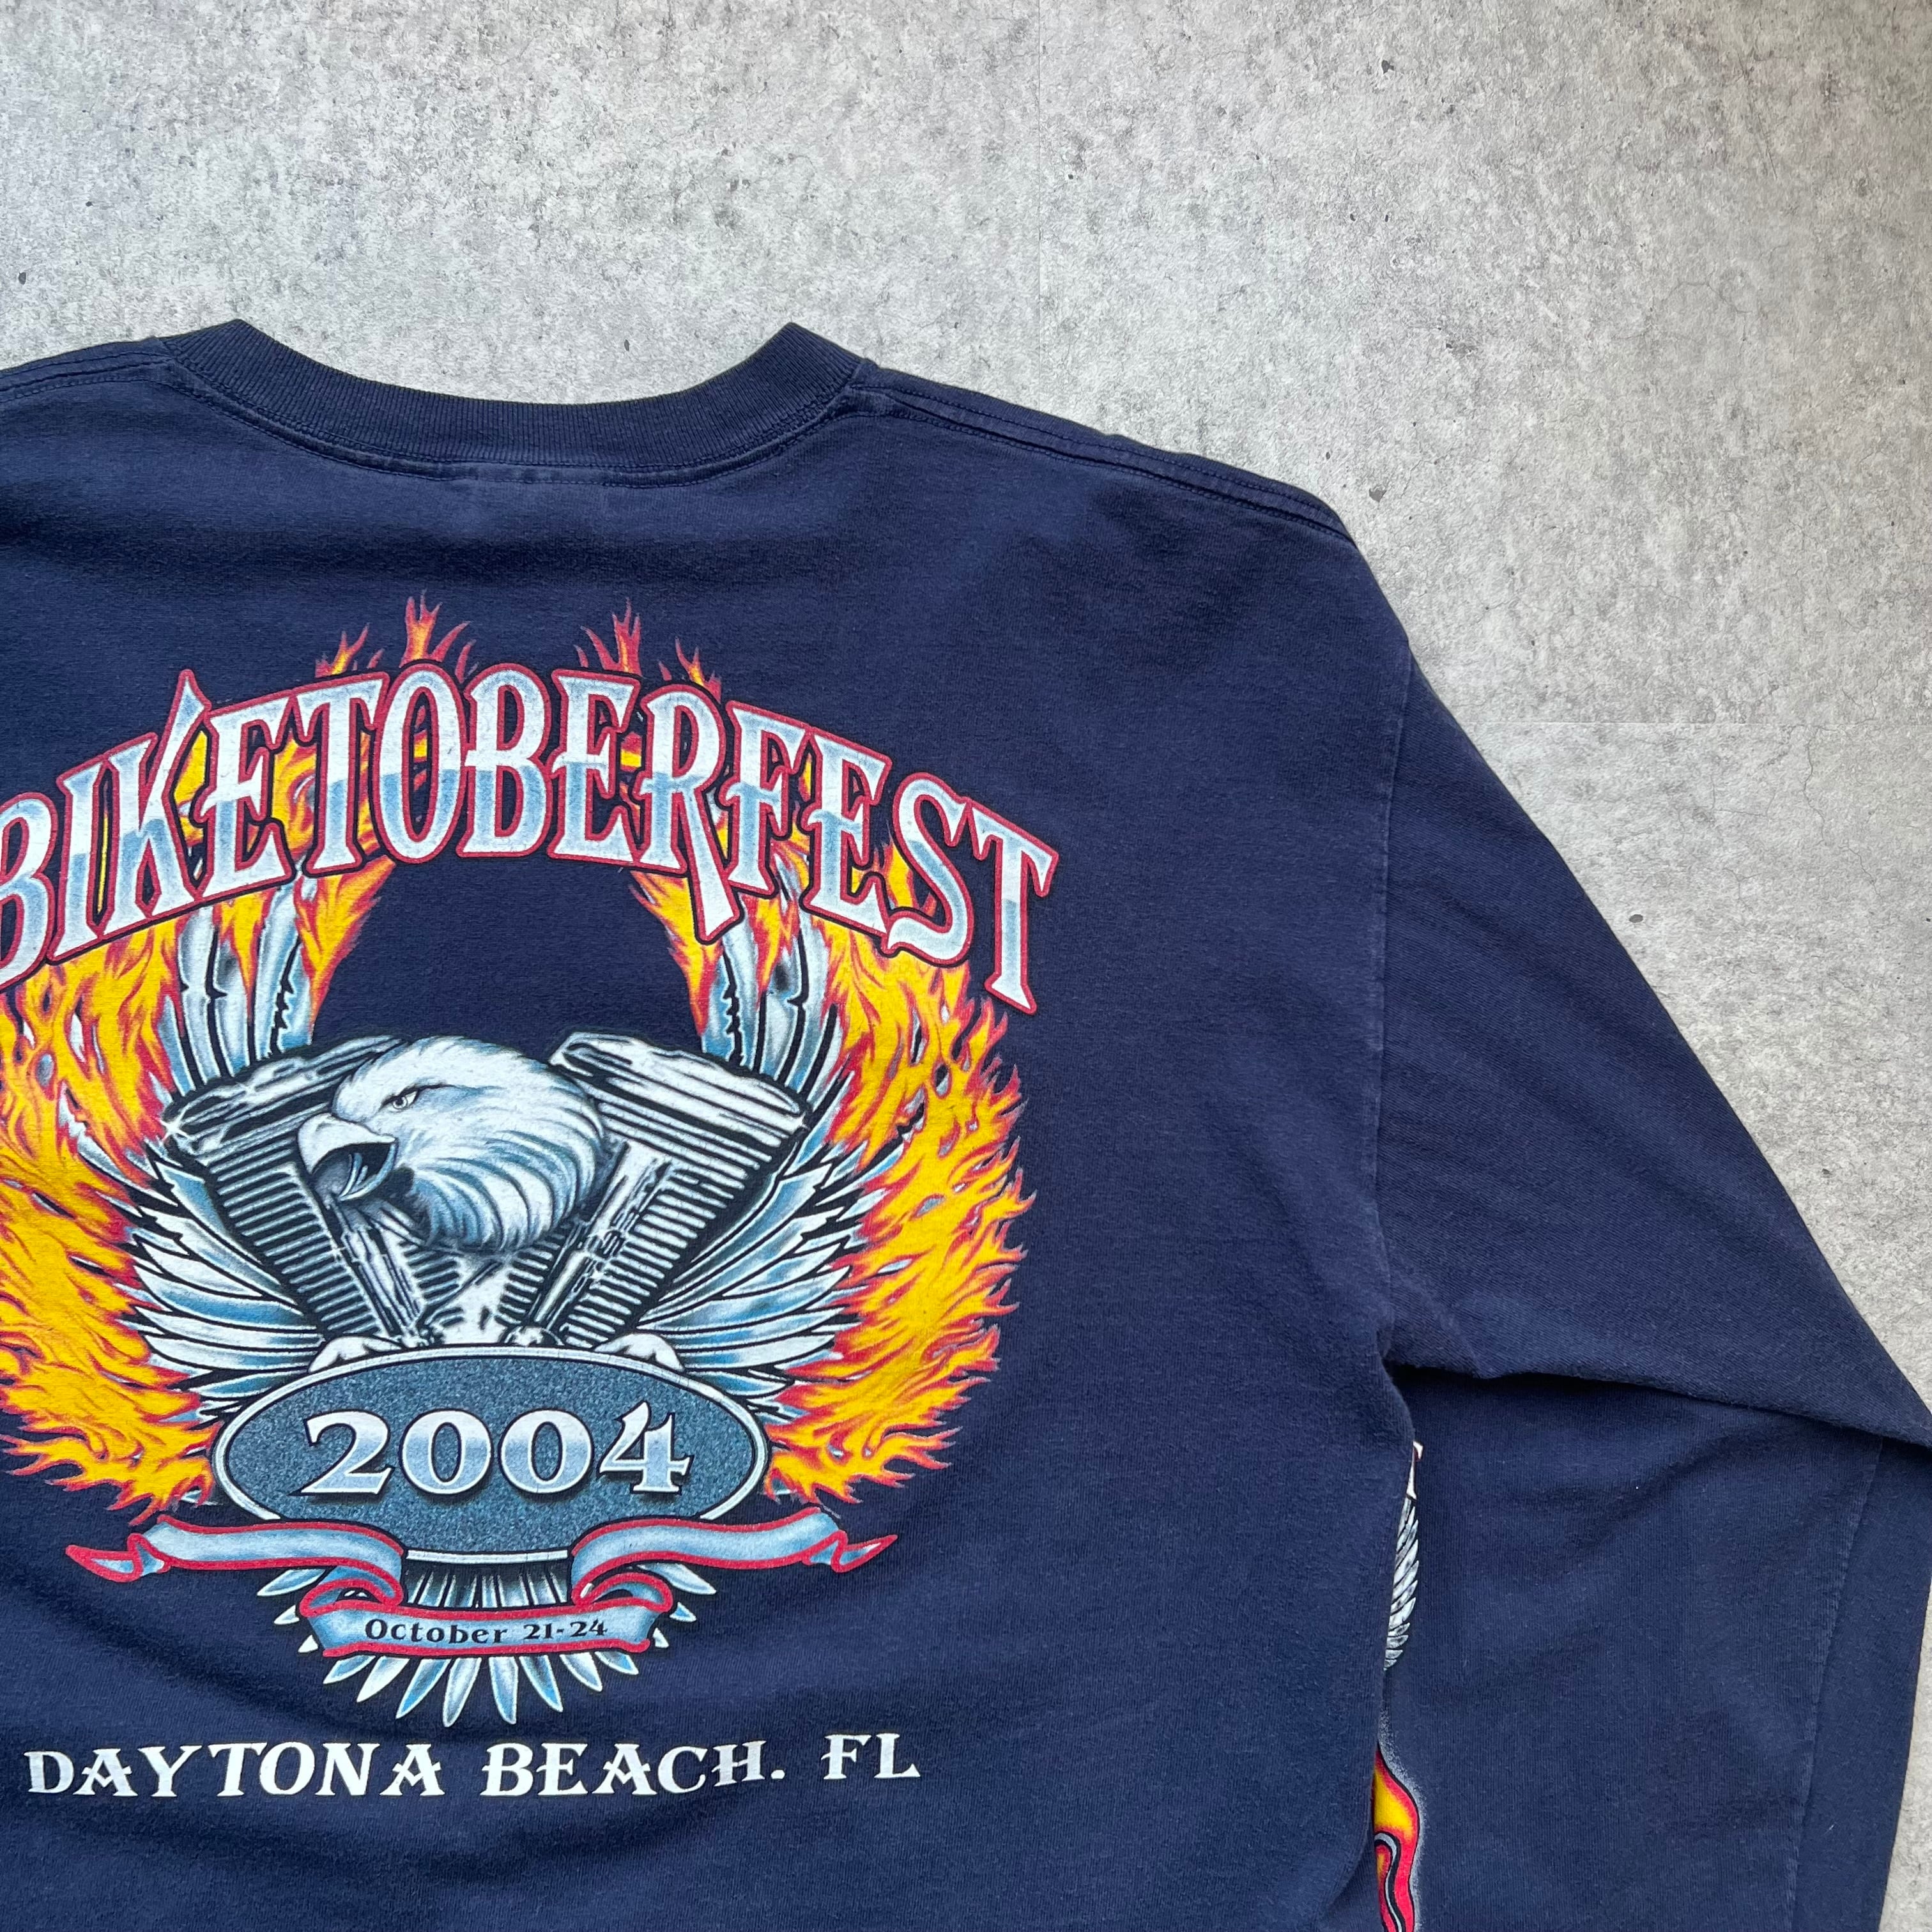 BIKETOBERFEST
2004
October 21-24
DAYTONA BEACH. FL